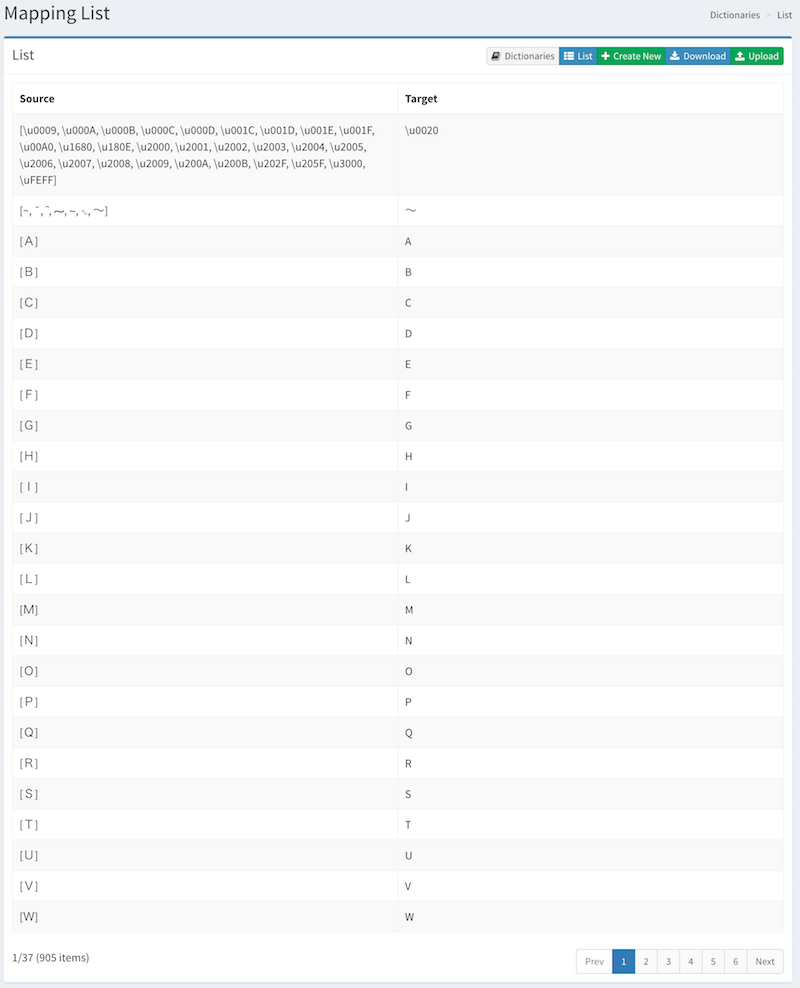 Mapping List
Dictionaries > List
List
Dictionaries List Create New Download Upload
Source Target
[\u0009, \u000A, \u000B, \u000C, \u000D, \u001C, \u001D, \u001E, \u001F, \u0020
\u00A0, \u1680, \u180E, \u2000, \u2001, \u2002, \u2003, \u2004, \u2005,
\u2006, \u2007, \u2008, \u2009, \u200A, \u200B, \u202F, \u205F, \u3000,
\uFEFF]
～
[Ａ] A
[Ｂ] B
[Ｃ] C
[Ｄ] D
[Ｅ] E
[Ｆ] F
[Ｇ] G
[Ｈ] H
[Ｉ] I
[Ｊ] J
[Ｋ] K
[Ｌ] L
[Ｍ] M
[Ｎ] N
[Ｏ] O
[Ｐ] P
[Ｑ] Q
[Ｒ] R
[Ｓ] S
[Ｔ] T
[Ｕ] U
[Ｖ] V
[Ｗ] W
1/37 (905 items)
Prev 1 2 3 4 5 6 Next